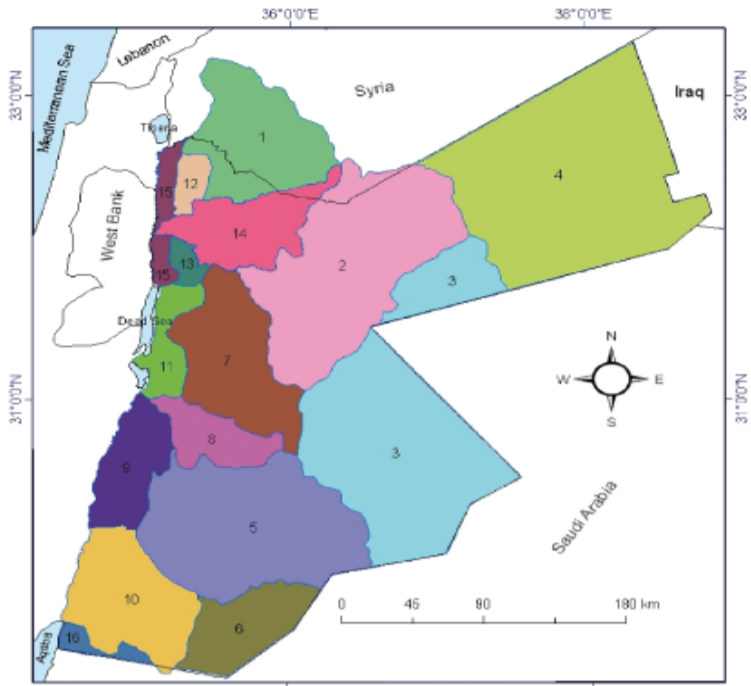 36°0'0"E
38°0'0"E
33°0'0"N
33°0'0"N
Mediterranean Sea
Lebanon
Syria
Iraq
Tiberia
1
4
15
12
West Bank
14
13
15
2
3
Dead Sea
7
11
31°0'0"N
31°0'0"N
N
W
E
S
8
3
9
5
Saudi Arabia
10
6
16
Aqaba
0
45
90
180 km